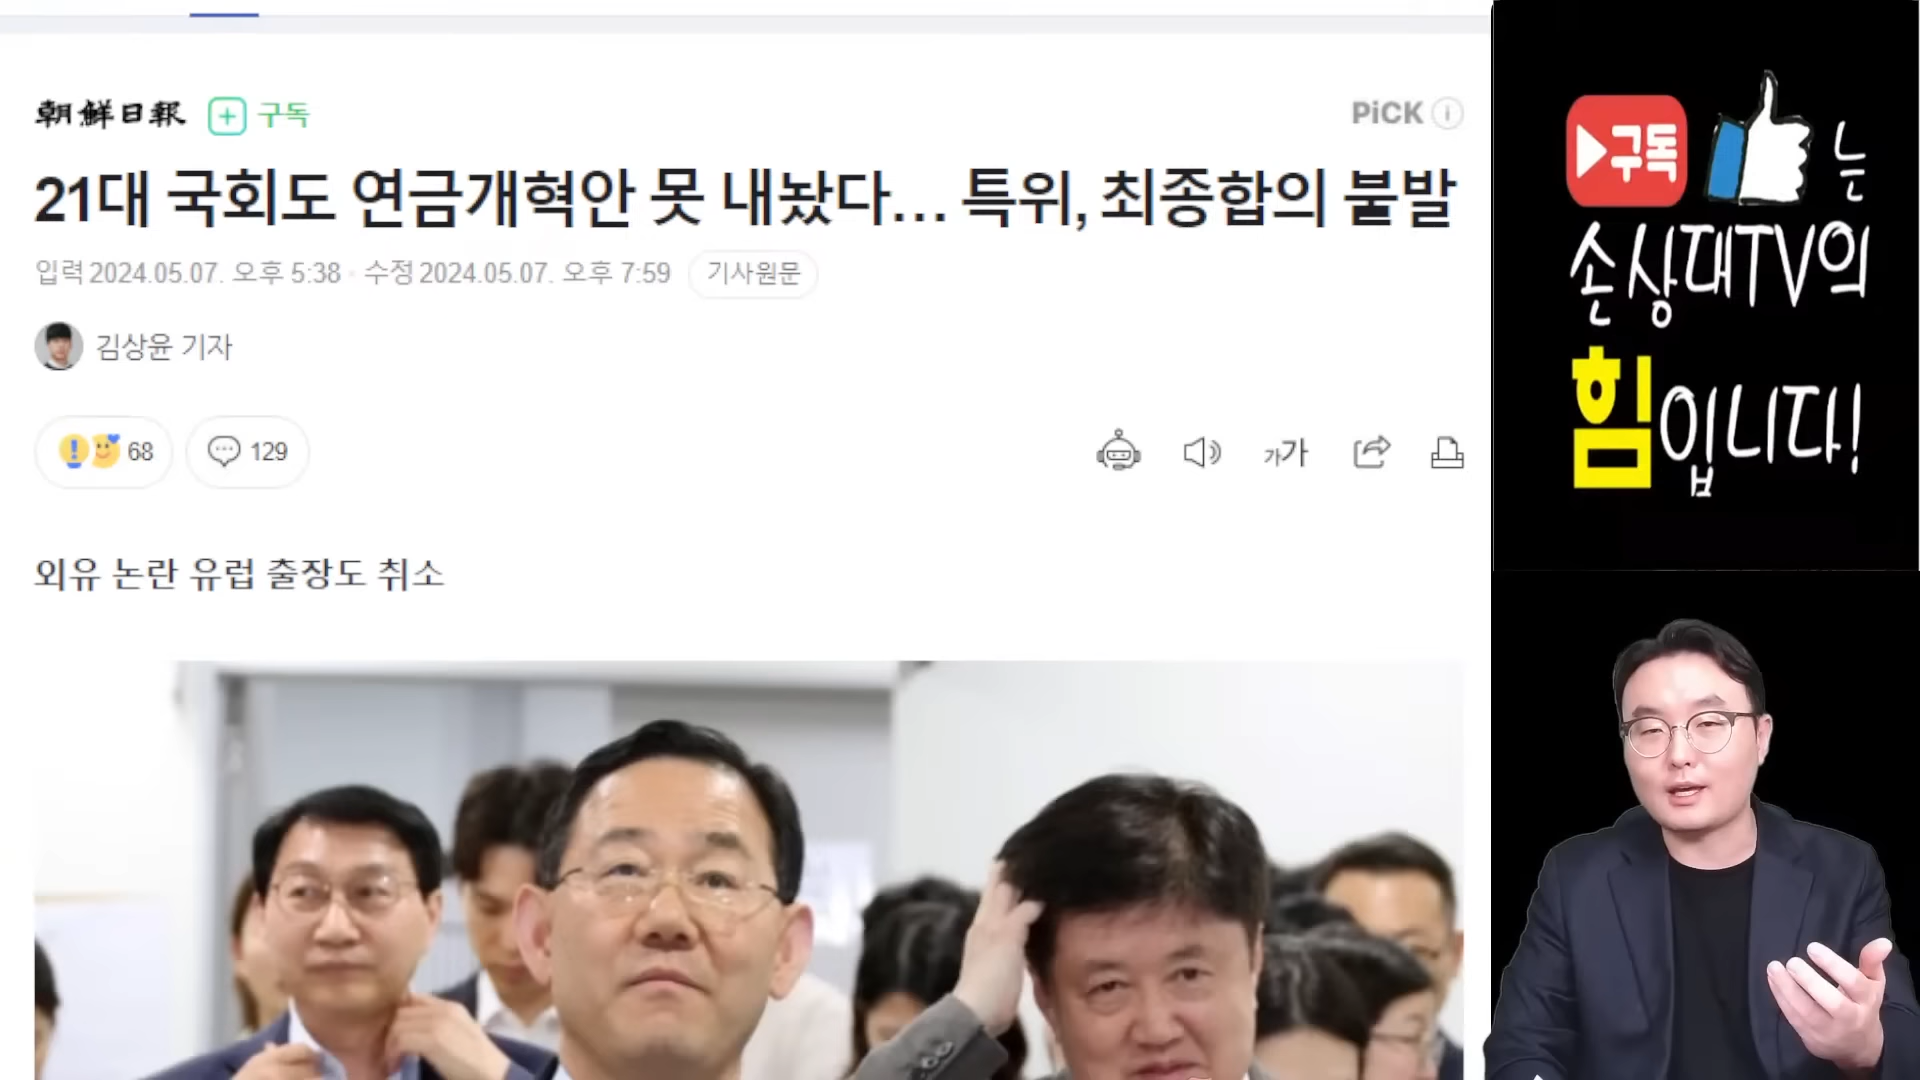 朝鮮日報 구독
PiCK
21대 국회도 연금개혁안 못 내놨다... 특위, 최종합의 불발
입력 2024.05.07. 오후 5:38 · 수정 2024.05.07. 오후 7:59 기사원문
김상윤 기자
68 129
가가
외유 논란 유럽 출장도 취소
구독 는
손상대TV의
힘입니다!